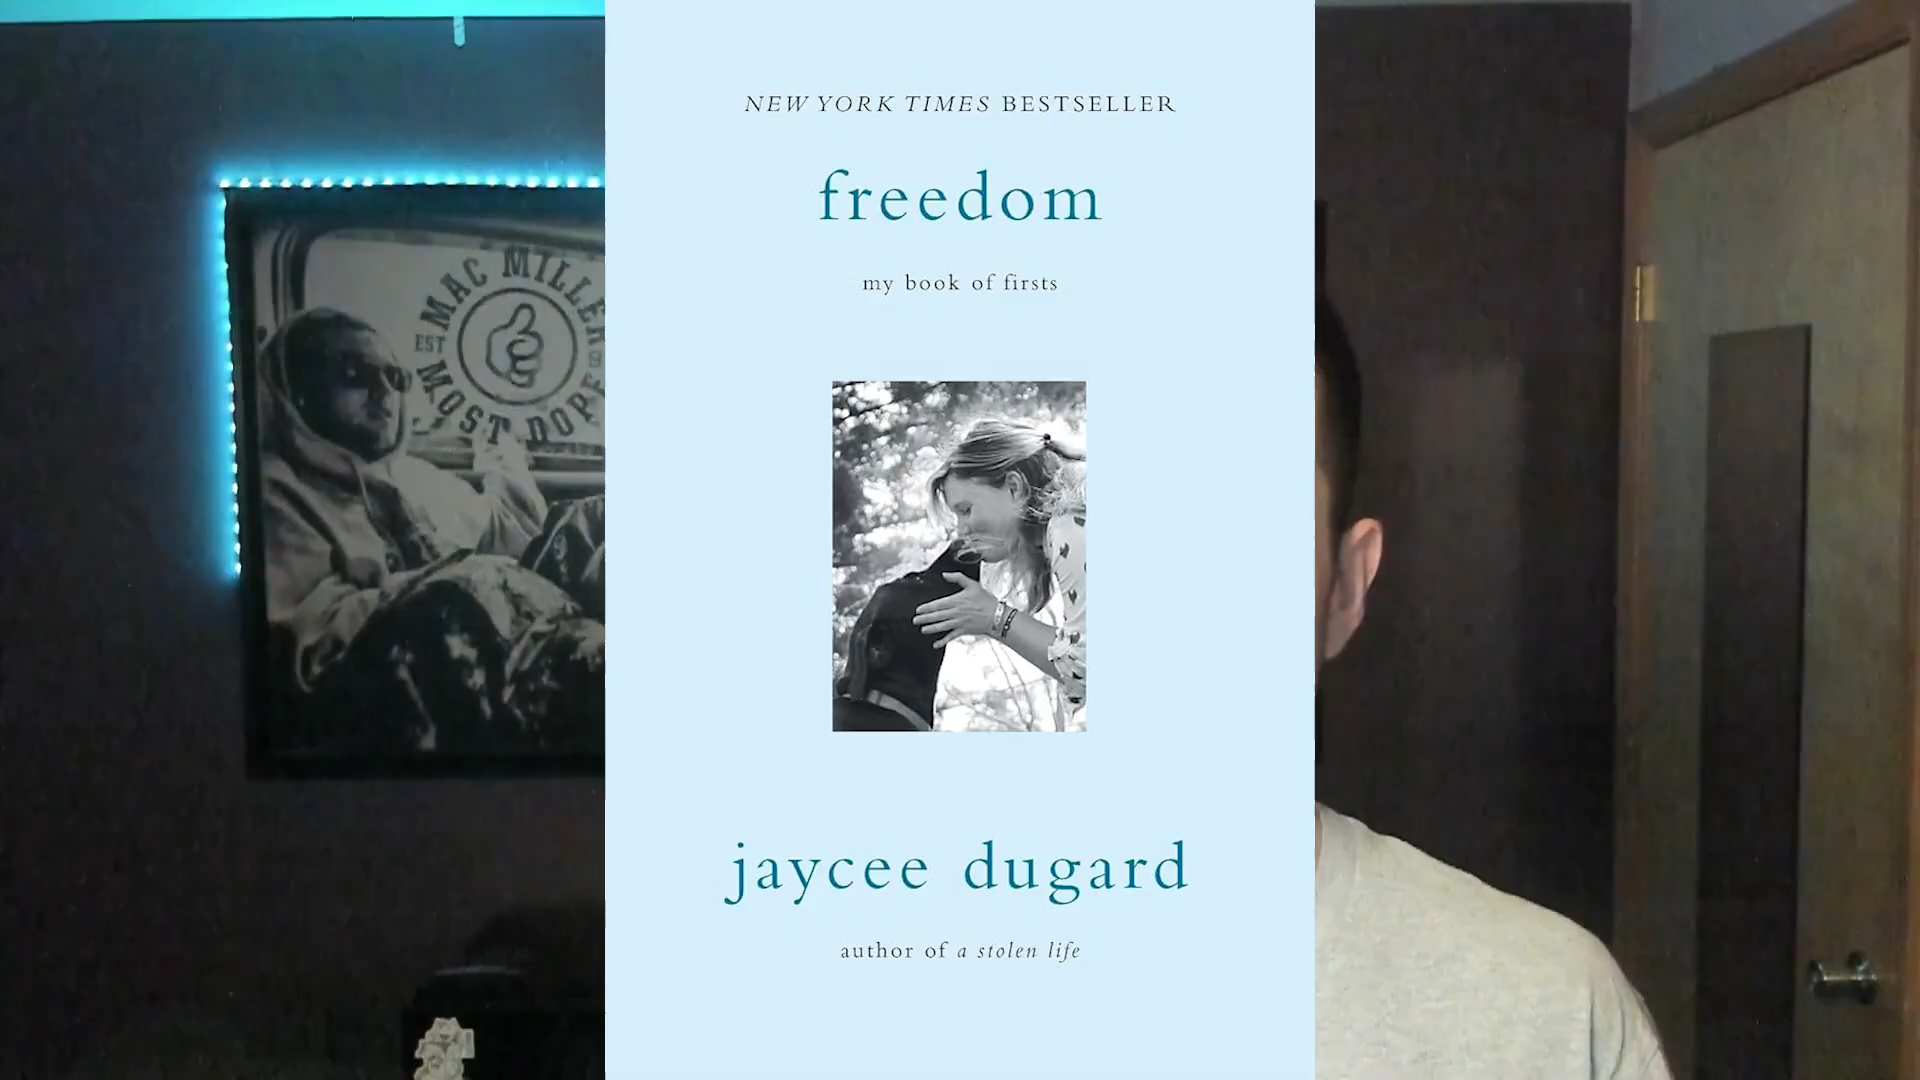 NEW YORK TIMES BESTSELLER
freedom
my book of firsts
jaycee dugard
author of a stolen life
MAC MILLER
EST
MOST DOPE